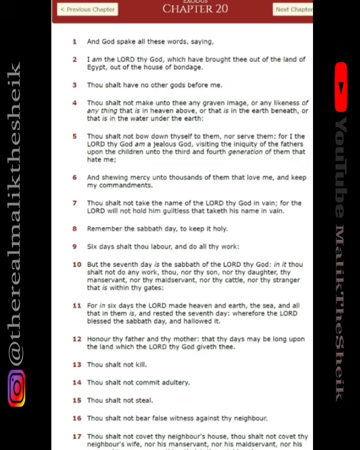 EXODUS
< Previous Chapter
CHAPTER 20
Next Chapter
1 And God spake all these words, saying,
2 I am the LORD thy God, which have brought thee out of the land of
Egypt, out of the house of bondage.
3 Thou shalt have no other gods before me.
4 Thou shalt not make unto thee any graven image, or any likeness of
any thing that is in heaven above, or that is in the earth beneath, or
that is in the water under the earth:
5 Thou shalt not bow down thyself to them, nor serve them: for I the
LORD thy God am a jealous God, visiting the iniquity of the fathers
upon the children unto the third and fourth generation of them that
hate me;
6 And shewing mercy unto thousands of them that love me, and keep
my commandments.
7 Thou shalt not take the name of the LORD thy God in vain; for the
LORD will not hold him guiltless that taketh his name in vain.
8 Remember the sabbath day, to keep it holy.
9 Six days shalt thou labour, and do all thy work:
10 But the seventh day is the sabbath of the LORD thy God: in it thou
shalt not do any work, thou, nor thy son, nor thy daughter, thy
manservant, nor thy maidservant, nor thy cattle, nor thy stranger
that is within thy gates:
11 For in six days the LORD made heaven and earth, the sea, and all
that in them is, and rested the seventh day: wherefore the LORD
blessed the sabbath day, and hallowed it.
12 Honour thy father and thy mother: that thy days may be long upon
the land which the LORD thy God giveth thee.
13 Thou shalt not kill.
14 Thou shalt not commit adultery.
15 Thou shalt not steal.
16 Thou shalt not bear false witness against thy neighbour.
17 Thou shalt not covet thy neighbour's house, thou shalt not covet thy
neighbour's wife, nor his manservant, nor his maidservant, nor his
@therealmalikthesheik
YouTube Malik-TheSheik